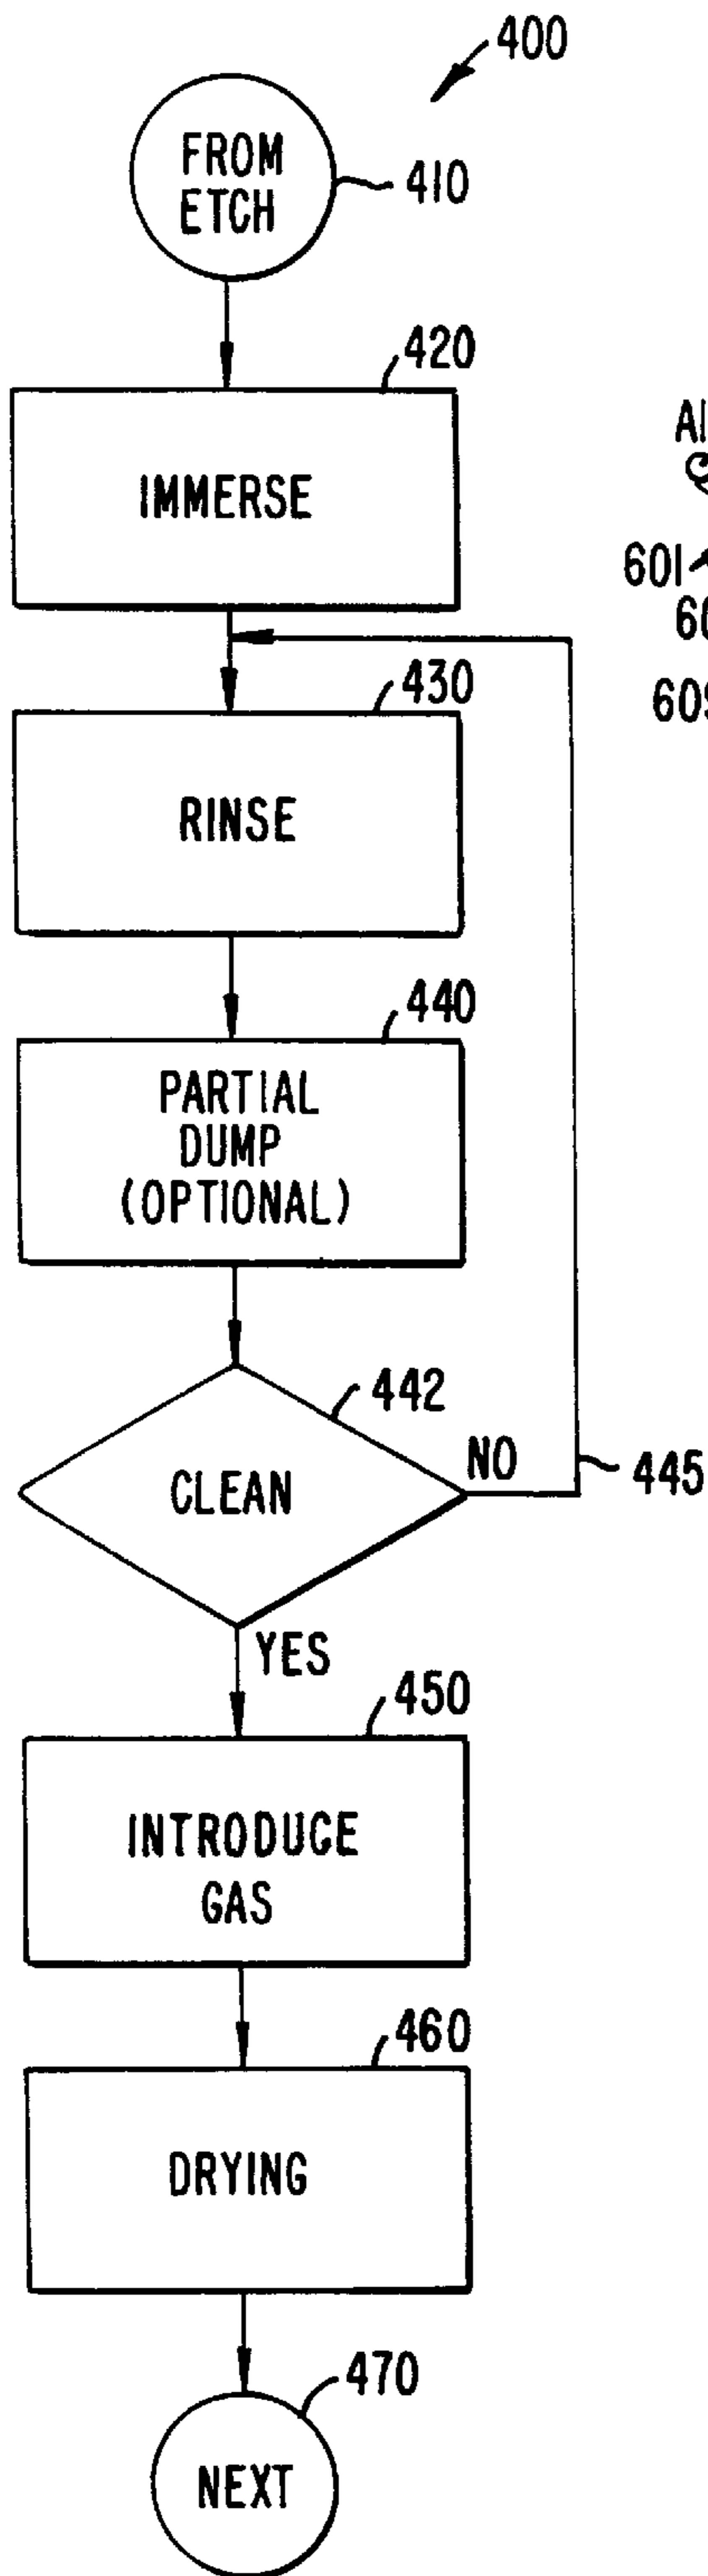 400
FROM
ETCH
410
420
IMMERSE
601
430
RINSE
440
PARTIAL
DUMP
(OPTIONAL)
442
CLEAN
NO
445
YES
450
INTRODUCE
GAS
460
DRYING
470
NEXT